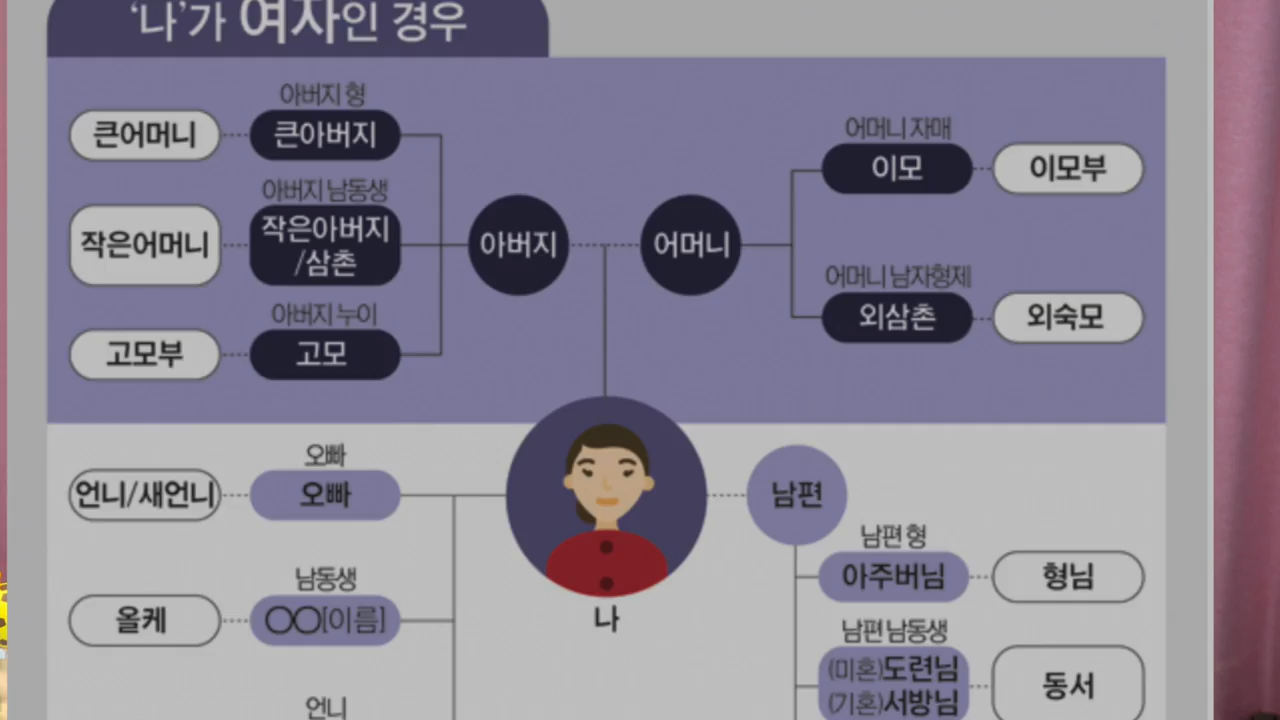 '나'가 여자인 경우
아버지 형
큰어머니 큰아버지
아버지 남동생
작은어머니 작은아버지
/삼촌
아버지 누이
고모부 고모
아버지 어머니
어머니 자매
이모 이모부
어머니 남자형제
외삼촌 외숙모
오빠
언니/새언니 오빠
남동생
올케 〇〇[이름]
언니
나
남편
남편 형
아주버님 형님
남편 남동생
(미혼)도련님
(기혼)서방님
동서